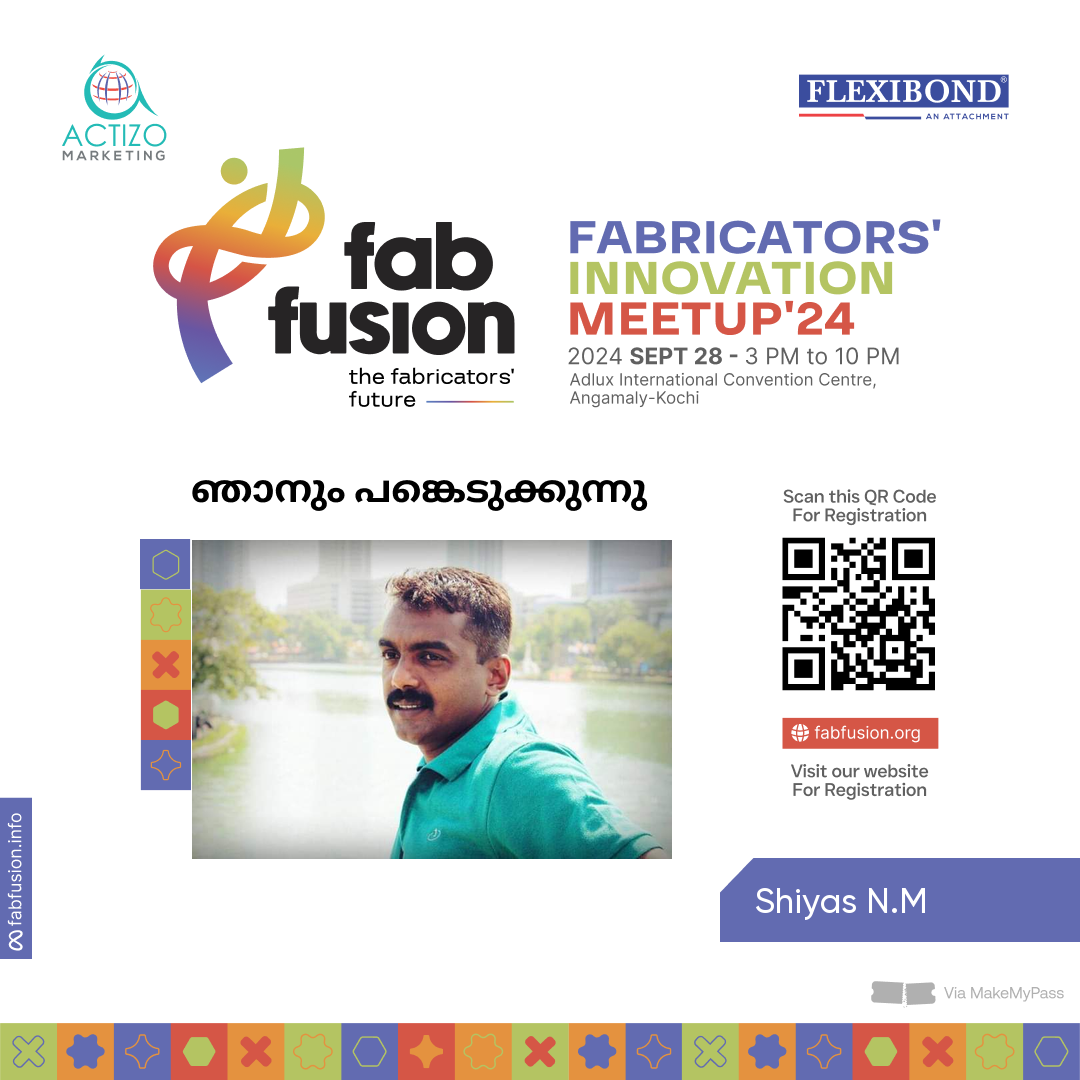 ACTIZO
MARKETING
FLEXIBOND®
AN ATTACHMENT
fab
fusion
the fabricators'
future
FABRICATORS'
INNOVATION
MEETUP'24
2024 SEPT 28 - 3 PM to 10 PM
Adlux International Convention Centre,
Angamaly-Kochi
ഞാനും പങ്കെടുക്കുന്നു
Scan this QR Code
For Registration
fabfusion.org
Visit our website
For Registration
fabfusion.info
Shiyas N.M
Via MakeMyPass